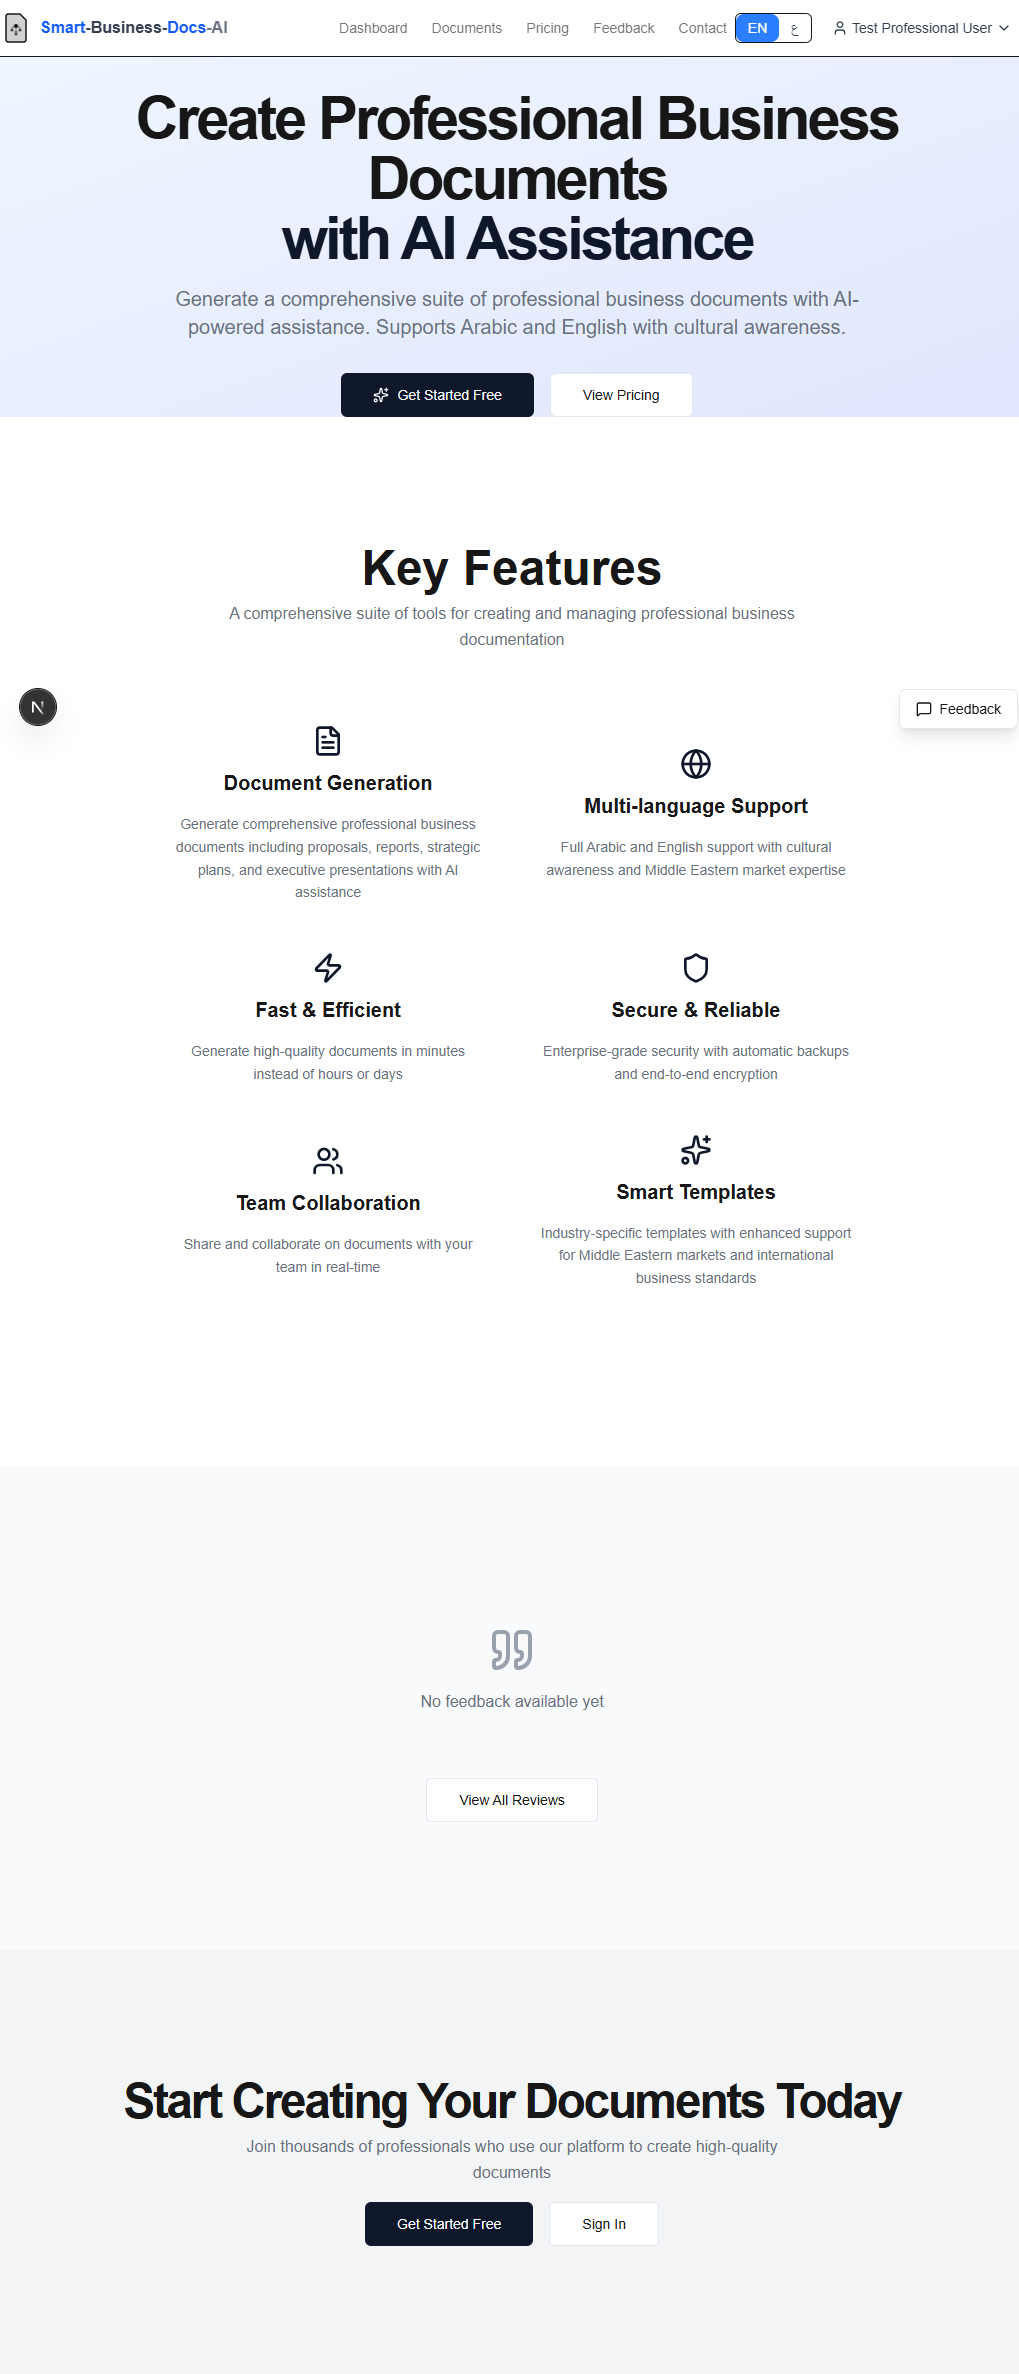 Smart-Business-Docs-AI
Dashboard Documents Pricing Feedback Contact EN ع Test Professional User
Create Professional Business
Documents
with AI Assistance
Generate a comprehensive suite of professional business documents with AI-
powered assistance. Supports Arabic and English with cultural awareness.
Get Started Free
View Pricing
Key Features
A comprehensive suite of tools for creating and managing professional business
documentation
N
Feedback
Document Generation
Generate comprehensive professional business
documents including proposals, reports, strategic
plans, and executive presentations with AI
assistance
Multi-language Support
Full Arabic and English support with cultural
awareness and Middle Eastern market expertise
Fast & Efficient
Generate high-quality documents in minutes
instead of hours or days
Secure & Reliable
Enterprise-grade security with automatic backups
and end-to-end encryption
Team Collaboration
Share and collaborate on documents with your
team in real-time
Smart Templates
Industry-specific templates with enhanced support
for Middle Eastern markets and international
business standards
No feedback available yet
View All Reviews
Start Creating Your Documents Today
Join thousands of professionals who use our platform to create high-quality
documents
Get Started Free
Sign In